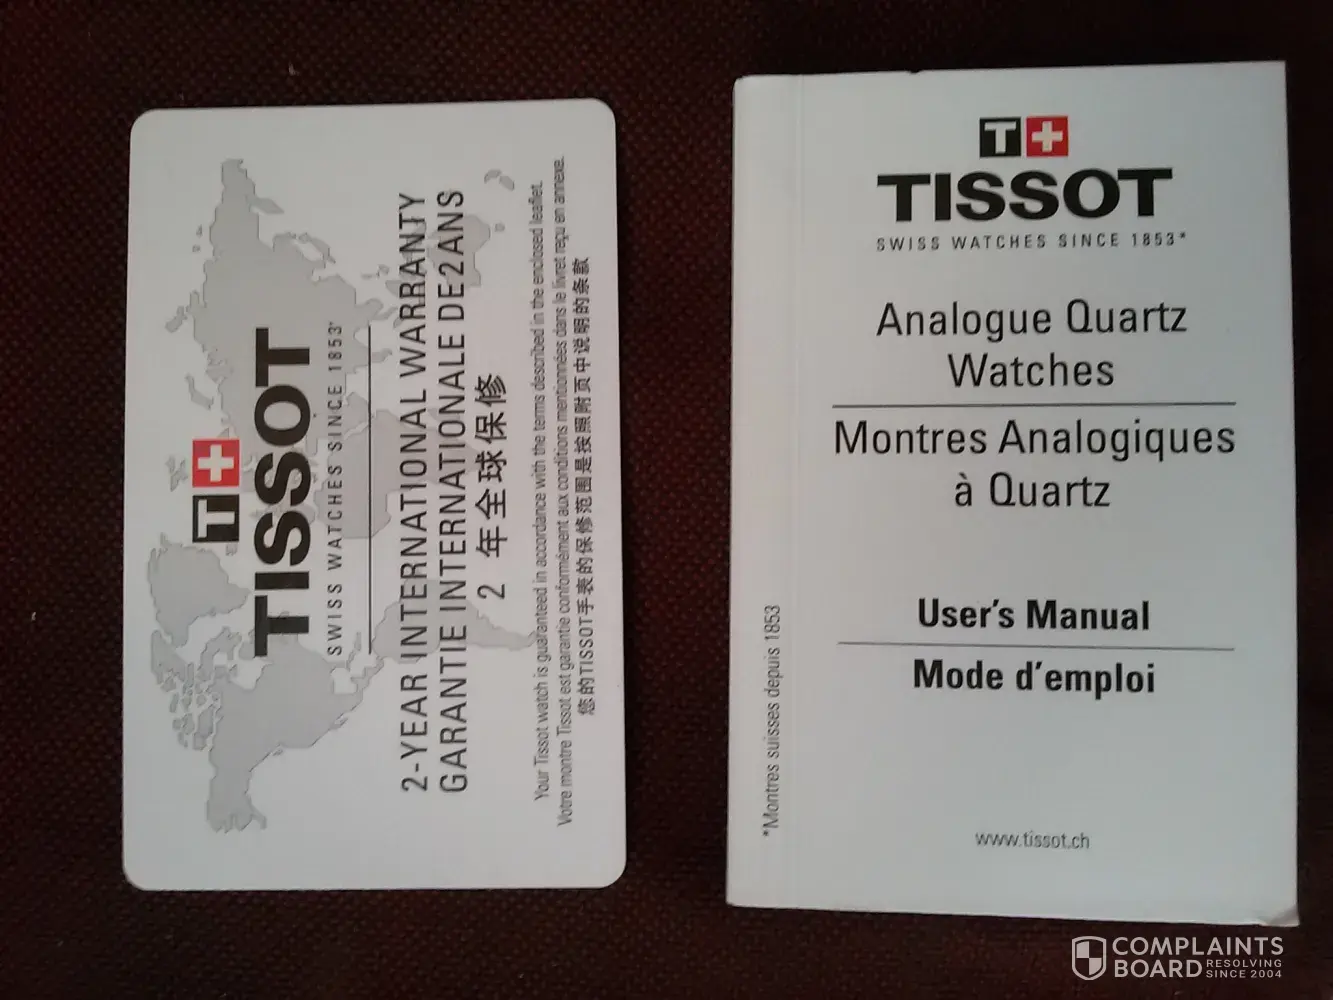 T+
TISSOT
SWISS WATCHES SINCE 1853*
2-YEAR INTERNATIONAL WARRANTY
GARANTIE INTERNATIONALE DE2ANS
2 年全球保修
Your Tissot watch is guaranteed in accordance with the terms described in the enclosed leaflet.
Votre montre Tissot est garantie conformément aux conditions mentionnées dans le livret reçu en annexe.
您的TISSOT手表的保修范围是按照附页中说明的条款
T+
TISSOT
SWISS WATCHES SINCE 1853*
Analogue Quartz
Watches
Montres Analogiques
à Quartz
User's Manual
Mode d'emploi
*Montres suisses depuis 1853
www.tissot.ch
COMPLAINTS
BOARD RESOLVING
SINCE 2004